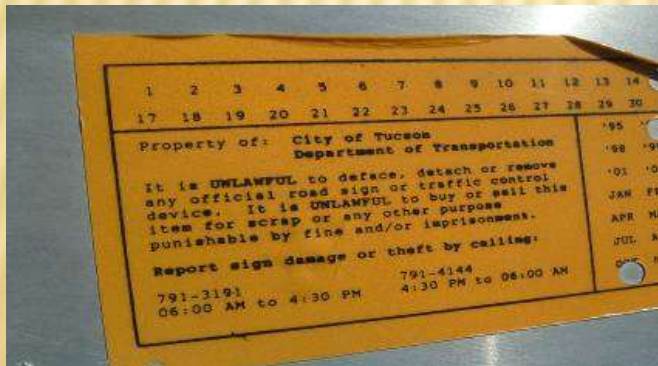 1 2 3 4 5 6 7 8 9 10 11 12 13 14
17 18 19 20 21 22 23 24 25 26 27 28 29 30
Property of: City of Tucson
Department of Transportation
It is UNLAWFUL to deface, detach or remove
any official road sign or traffic control
device. It is UNLAWFUL to buy or sell this
item for scrap or any other purpose
punishable by fine and/or imprisonment.
Report sign damage or theft by calling:
791-3191
06:00 AM to 4:30 PM
791-4144
4:30 PM to 06:00 AM
'95
'98
'01
JAN
APR
JUL